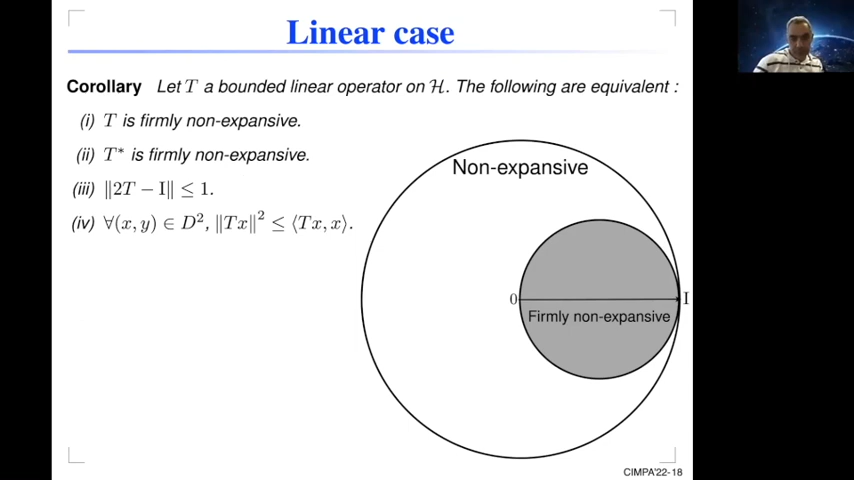 Linear case
Corollary Let T a bounded linear operator on ℋ. The following are equivalent :
(i) T is firmly non-expansive.
(ii) T* is firmly non-expansive.
(iii) ‖2T − I‖ ≤ 1.
(iv) ∀(x, y) ∈ D², ‖Tx‖² ≤ ⟨Tx, x⟩.
Non-expansive
0
I
Firmly non-expansive
CIMPA'22-18